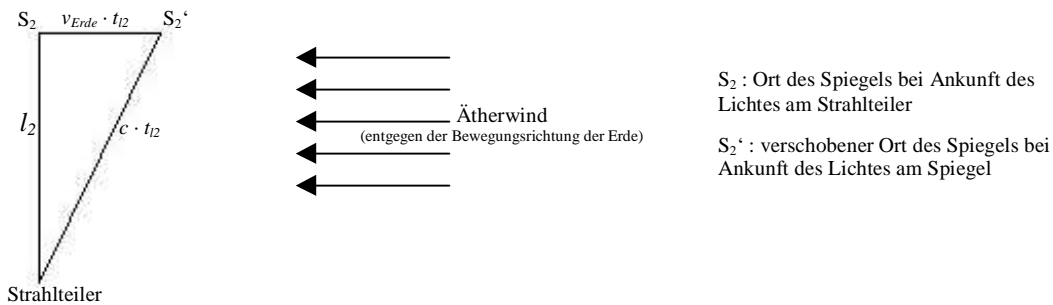 S₂ v_Erde · t_l2 S₂‘
l₂
c · t_l2
Strahlteiler
Ätherwind
(entgegen der Bewegungsrichtung der Erde)
S₂ : Ort des Spiegels bei Ankunft des
Lichtes am Strahlteiler
S₂‘ : verschobener Ort des Spiegels bei
Ankunft des Lichtes am Spiegel